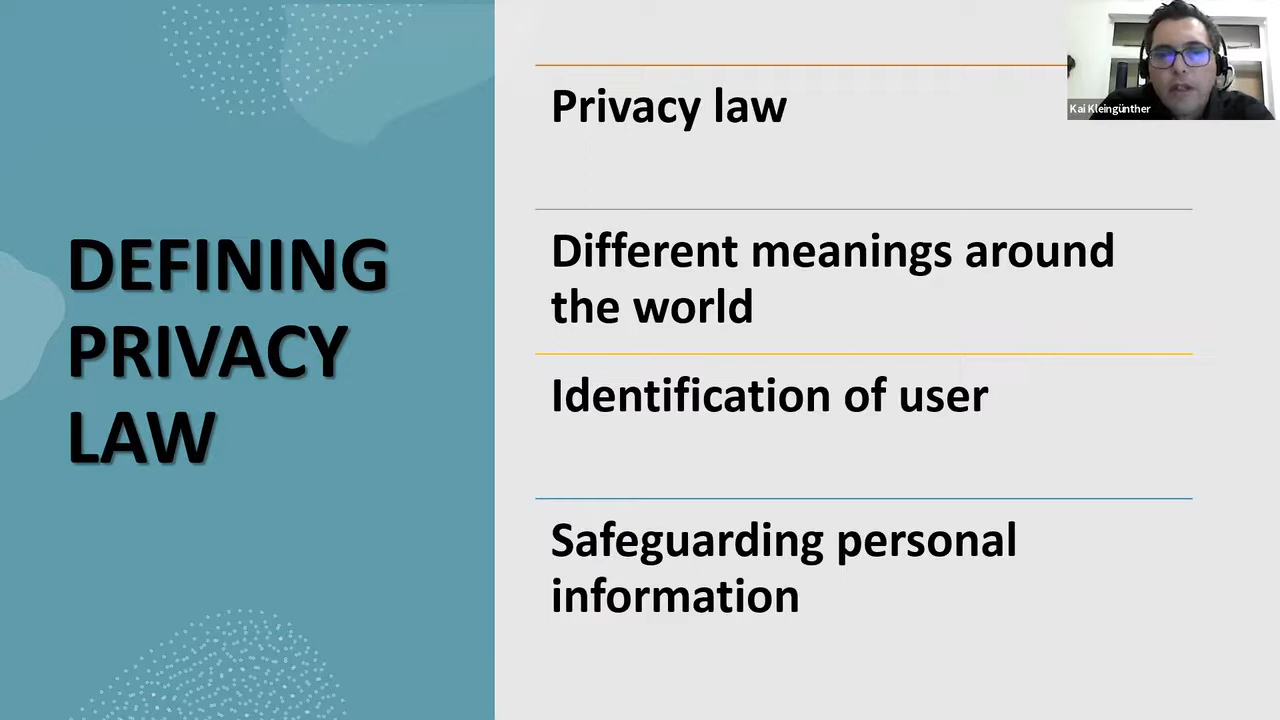 DEFINING
PRIVACY
LAW
Privacy law
Different meanings around
the world
Identification of user
Safeguarding personal
information
Kai Kleingünther